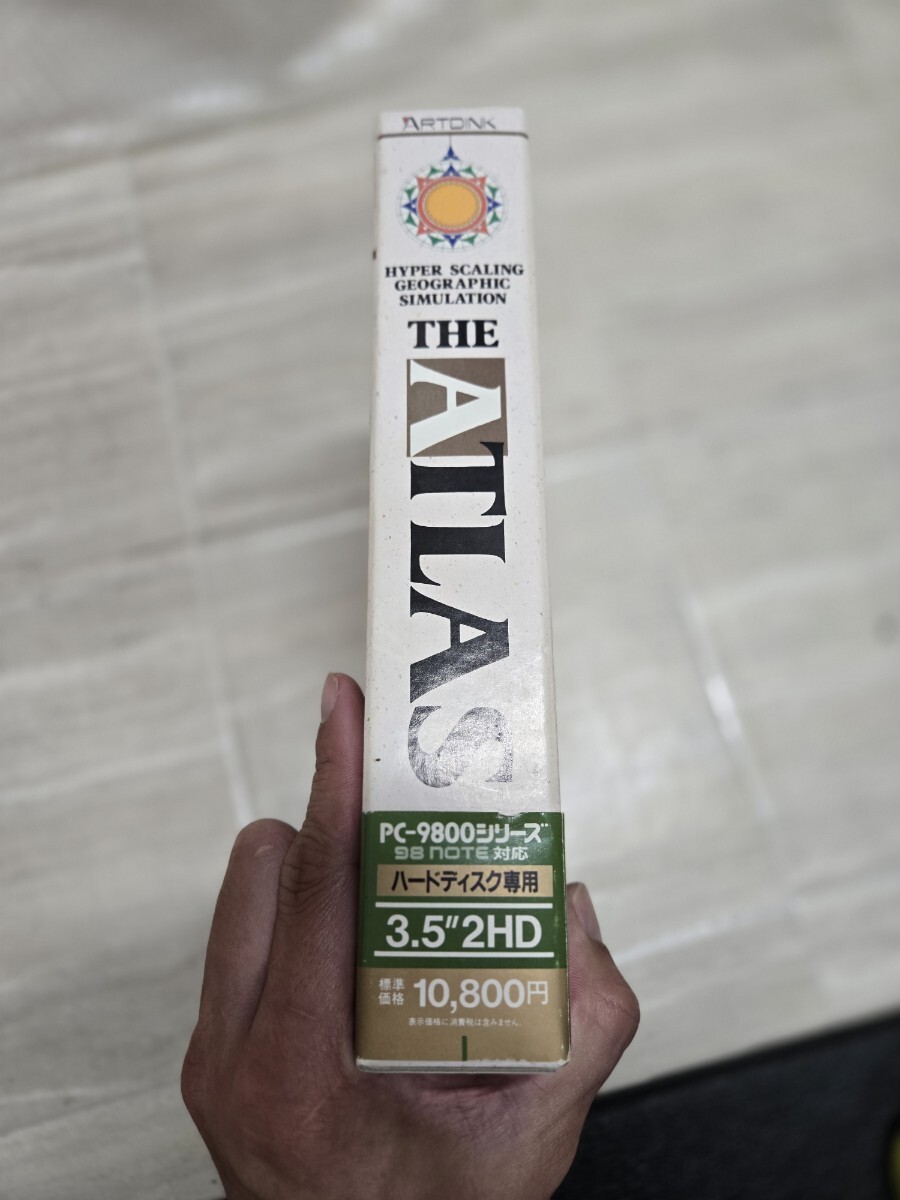 ARTDINK
HYPER SCALING
GEOGRAPHIC
SIMULATION
THE
ATLAS
PC-9800シリーズ
98 NOTE 対応
ハードディスク専用
3.5"2HD
標準
価格 10,800円
表示価格に消費税は含みません。